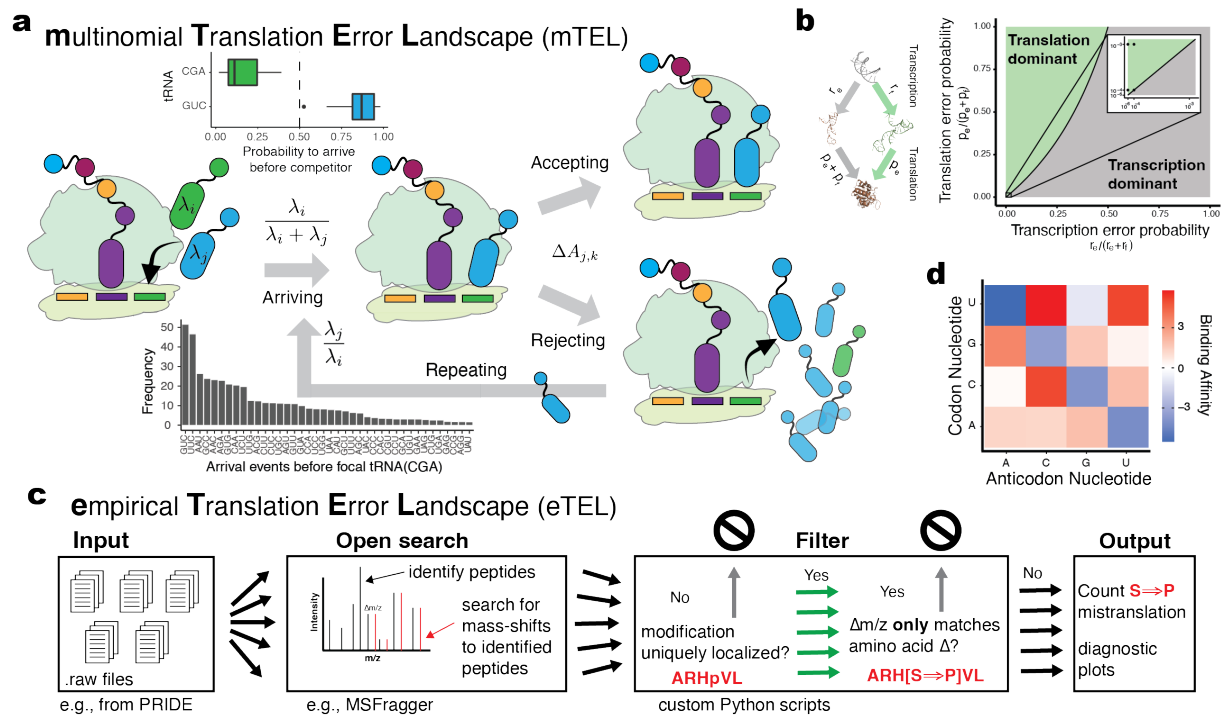 a
multinomial Translation Error Landscape (mTEL)
tRNA
CGA
GUC
0.00 0.25 0.50 0.75 1.00
Probability to arrive
before competitor
λi
λj
λi
λi + λj
Arriving
Accepting
ΔAj,k
Rejecting
λj
λi
Repeating
Frequency
50
40
30
20
10
0
Arrival events before focal tRNA(CGA)
b
Transcription
re
rf
pe+pf
pe
Translation
Translation error probability
pe/(pe+pf)
1.00
0.75
0.50
0.25
0.00
Translation
dominant
Transcription
dominant
0.00 0.25 0.50 0.75 1.00
Transcription error probability
re/(re+rf)
d
Codon Nucleotide
U
G
C
A
A C G U
Anticodon Nucleotide
3
0
−3
Binding Affinity
c
empirical Translation Error Landscape (eTEL)
Input
.raw files
e.g., from PRIDE
Open search
Intensity
Δm/z
m/z
identify peptides
search for
mass-shifts
to identified
peptides
e.g., MSFragger
Filter
No
modification
uniquely localized?
ARHpVL
Yes
Yes
Δm/z only matches
amino acid Δ?
ARH[S⇒P]VL
custom Python scripts
No
Output
Count S⇒P
mistranslation
diagnostic
plots